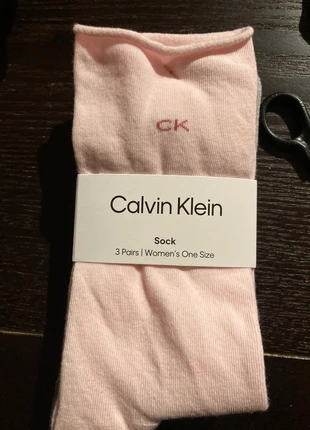 CK
Calvin Klein
Sock
3 Pairs | Women's One Size